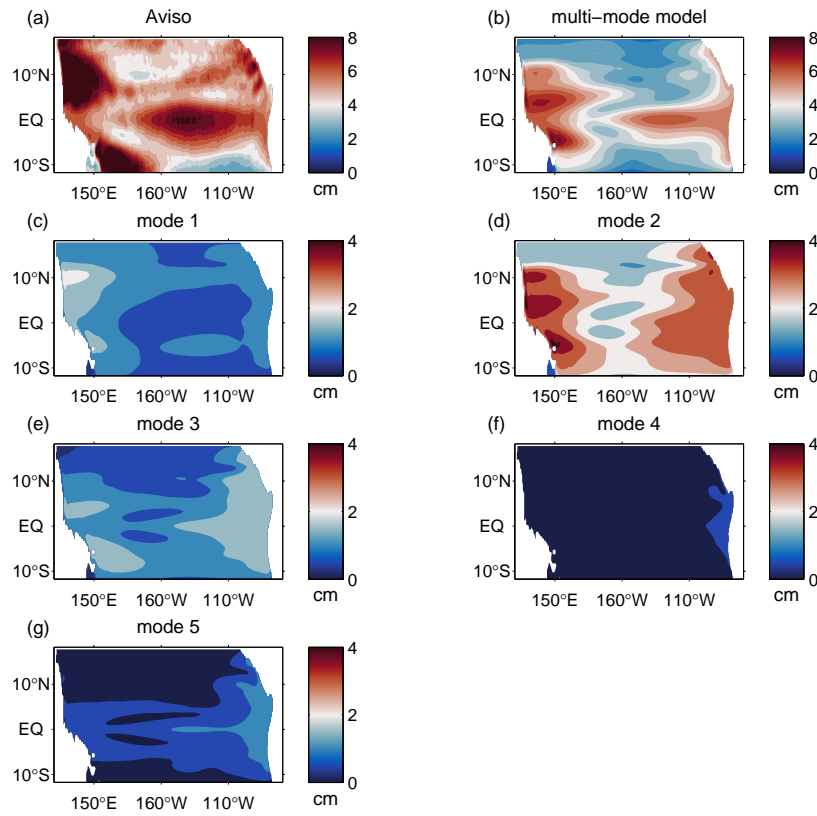 (a) Aviso
(b) multi−mode model
10°N
EQ
10°S
150°E 160°W 110°W
8
6
4
2
0
cm
10°N
EQ
10°S
150°E 160°W 110°W
8
6
4
2
0
cm
(c) mode 1
(d) mode 2
10°N
EQ
10°S
150°E 160°W 110°W
4
2
0
cm
10°N
EQ
10°S
150°E 160°W 110°W
4
2
0
cm
(e) mode 3
(f) mode 4
10°N
EQ
10°S
150°E 160°W 110°W
4
2
0
cm
10°N
EQ
10°S
150°E 160°W 110°W
4
2
0
cm
(g) mode 5
10°N
EQ
10°S
150°E 160°W 110°W
4
2
0
cm